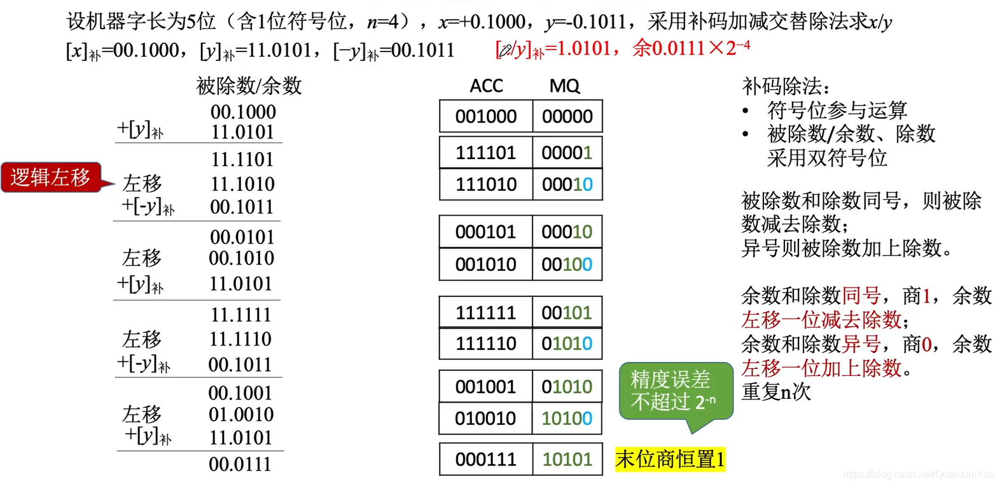 设机器字长为5位（含1位符号位，n=4），x=+0.1000，y=-0.1011，采用补码加减交替除法求x/y
[x]补=00.1000，[y]补=11.0101，[−y]补=00.1011
[x/y]补=1.0101，余0.0111×2⁻⁴
被除数/余数
00.1000
+[y]补 11.0101
11.1101
逻辑左移
左移 11.1010
+[-y]补 00.1011
00.0101
左移 00.1010
+[y]补 11.0101
11.1111
左移 11.1110
+[-y]补 00.1011
00.1001
左移 01.0010
+[y]补 11.0101
00.0111
ACC MQ
001000 00000
111101 00001
111010 00010
000101 00010
001010 00100
111111 00101
111110 01010
001001 01010
010010 10100
000111 10101
精度误差
不超过 2⁻ⁿ
末位商恒置1
补码除法：
• 符号位参与运算
• 被除数/余数、除数
采用双符号位
被除数和除数同号，则被除
数减去除数；
异号则被除数加上除数。
余数和除数同号，商1，余数
左移一位减去除数；
余数和除数异号，商0，余数
左移一位加上除数。
重复n次
https://blog.csdn.net/QuantumYou